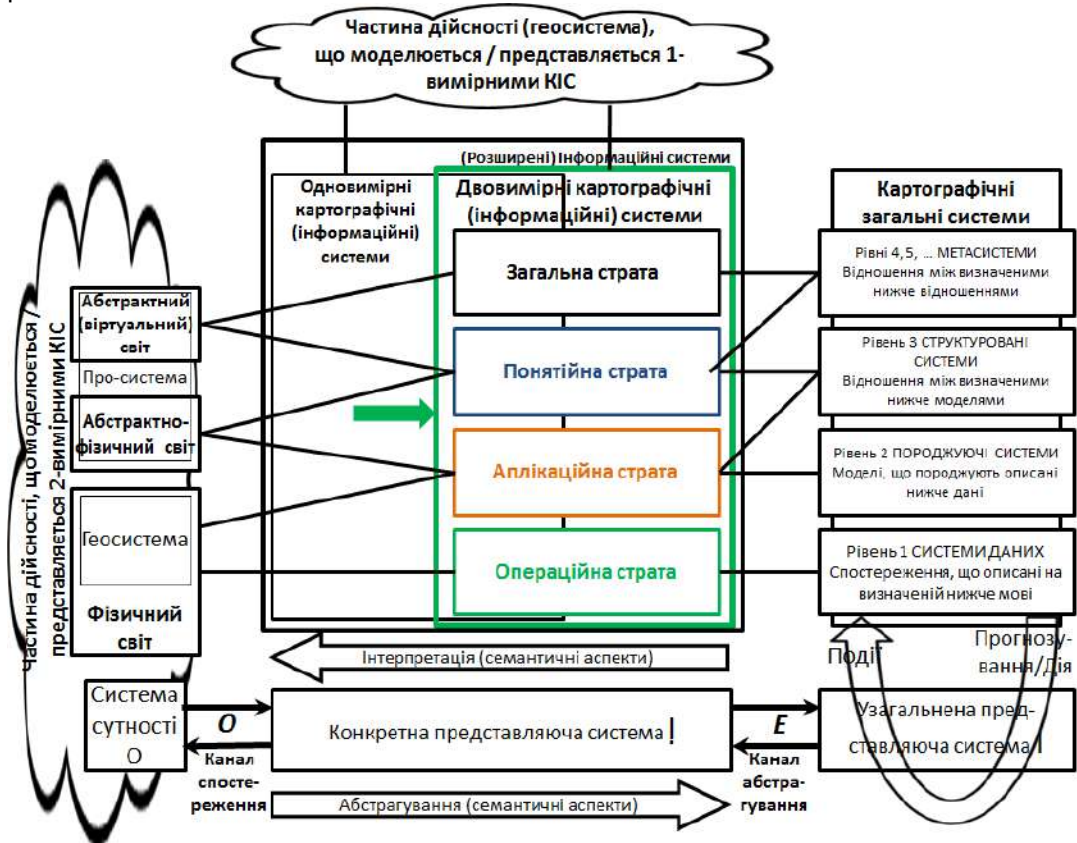 Частина дійсності (геосистема),
що моделюється / представляється 1-
вимірними КІС
(Розширені) Інформаційні системи
Одновимірні
картографічні
(інформаційні)
системи
Двовимірні картографічні
(інформаційні) системи
Загальна страта
Понятійна страта
Аплікаційна страта
Операційна страта
Картографічні
загальні системи
Рівні 4,5, ... МЕТАСИСТЕМИ
Відношення між визначеними
нижче відношеннями
Рівень 3 СТРУКТУРОВАНІ
СИСТЕМИ
Відношення між визначеними
нижче моделями
Рівень 2 ПОРОДЖУЮЧІ СИСТЕМИ
Моделі, що породжують описані
нижче дані
Рівень 1 СИСТЕМИ ДАНИХ
Спостереження, що описані на
визначеній нижче мові
Частина дійсності, що моделюється /
представляється 2-вимірними КІС
Абстрактний
(віртуальний)
світ
Про-система
Абстрактно-
фізичний світ
Геосистема
Фізичний
світ
Інтерпретація (семантичні аспекти)
Події
Прогнозу-
вання/Дія
Система
сутності
О
О
Канал
спосте-
реження
Конкретна представляюча система І
Е
Канал
абстра-
гування
Узагальнена пред-
ставляюча система І
Абстрагування (семантичні аспекти)